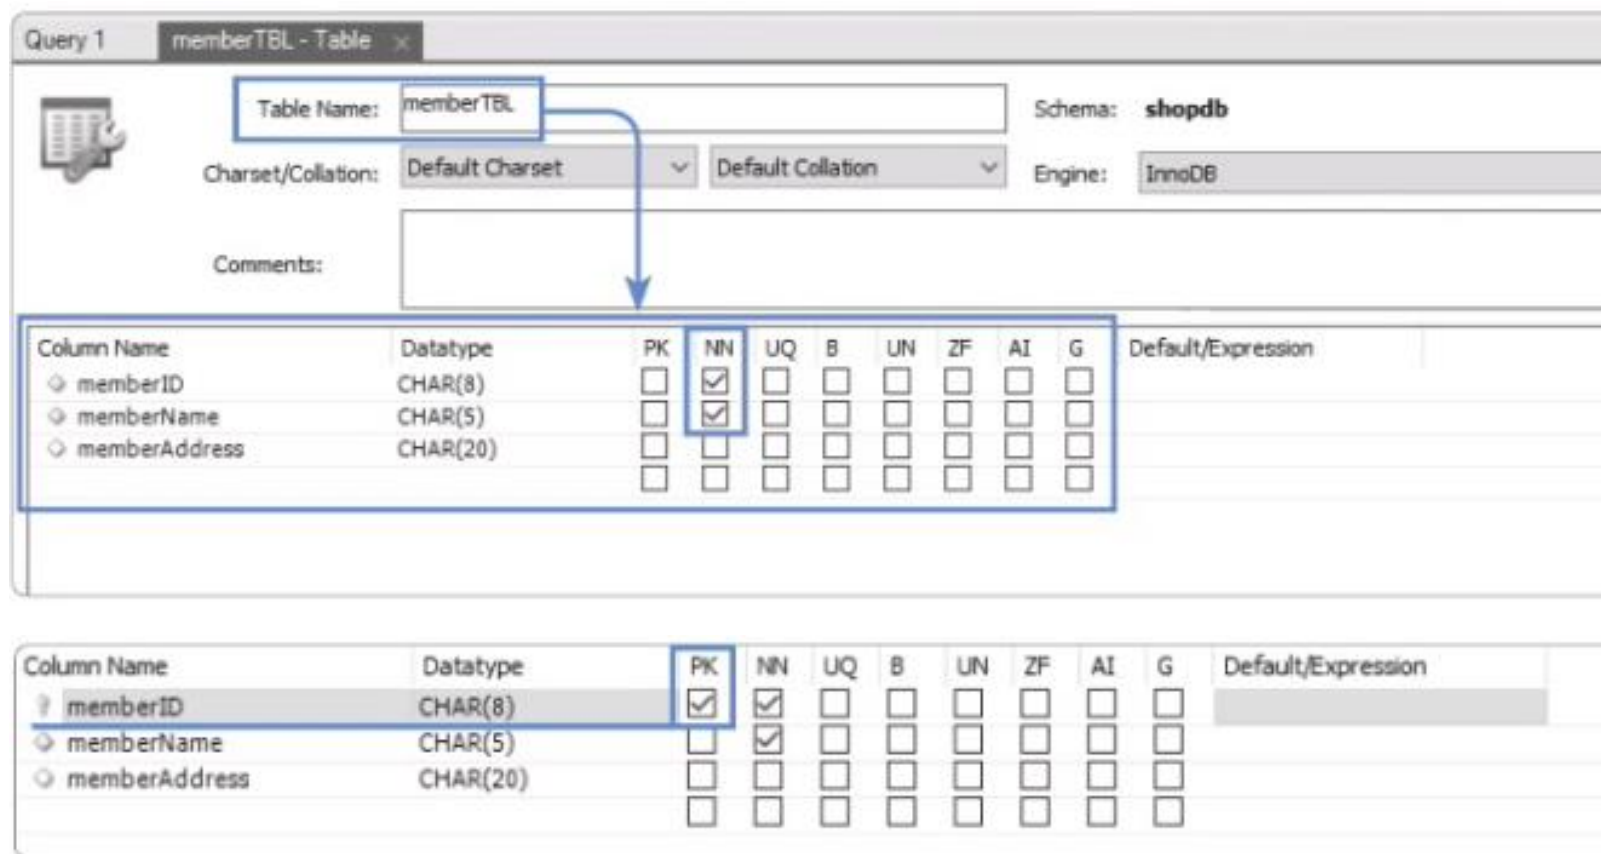 Query 1 memberTBL - Table ×
Table Name: memberTBL Schema: shopdb
Charset/Collation: Default Charset Default Collation Engine: InnoDB
Comments:
Column Name Datatype PK NN UQ B UN ZF AI G Default/Expression
memberID CHAR(8)
memberName CHAR(5)
memberAddress CHAR(20)
Column Name Datatype PK NN UQ B UN ZF AI G Default/Expression
memberID CHAR(8)
memberName CHAR(5)
memberAddress CHAR(20)